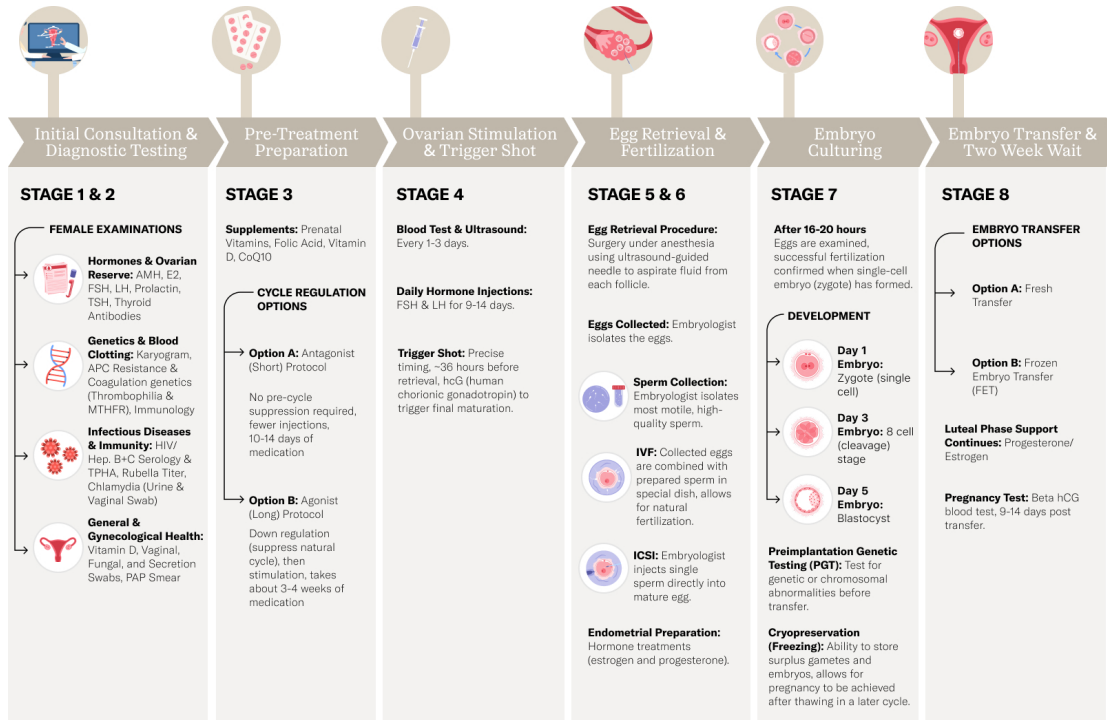 Initial Consultation &
Diagnostic Testing
STAGE 1 & 2
FEMALE EXAMINATIONS
Hormones & Ovarian
Reserve: AMH, E2,
FSH, LH, Prolactin,
TSH, Thyroid
Antibodies
Genetics & Blood
Clotting: Karyogram,
APC Resistance &
Coagulation genetics
(Thrombophilia &
MTHFR), Immunology
Infectious Diseases
& Immunity: HIV/
Hep. B+C Serology &
TPHA, Rubella Titer,
Chlamydia (Urine &
Vaginal Swab)
General &
Gynecological Health:
Vitamin D, Vaginal,
Fungal, and Secretion
Swabs, PAP Smear
Pre-Treatment
Preparation
STAGE 3
Supplements: Prenatal
Vitamins, Folic Acid, Vitamin
D, CoQ10
CYCLE REGULATION
OPTIONS
Option A: Antagonist
(Short) Protocol
No pre-cycle
suppression required,
fewer injections,
10-14 days of
medication
Option B: Agonist
(Long) Protocol
Down regulation
(suppress natural
cycle), then
stimulation, takes
about 3-4 weeks of
medication
Ovarian Stimulation
& Trigger Shot
STAGE 4
Blood Test & Ultrasound:
Every 1-3 days.
Daily Hormone Injections:
FSH & LH for 9-14 days.
Trigger Shot: Precise
timing, ~36 hours before
retrieval, hcG (human
chorionic gonadotropin) to
trigger final maturation.
Egg Retrieval &
Fertilization
STAGE 5 & 6
Egg Retrieval Procedure:
Surgery under anesthesia
using ultrasound-guided
needle to aspirate fluid from
each follicle.
Eggs Collected: Embryologist
isolates the eggs.
Sperm Collection:
Embryologist isolates
most motile, high-
quality sperm.
IVF: Collected eggs
are combined with
prepared sperm in
special dish, allows
for natural
fertilization.
ICSI: Embryologist
injects single
sperm directly into
mature egg.
Endometrial Preparation:
Hormone treatments
(estrogen and progesterone).
Embryo
Culturing
STAGE 7
After 16-20 hours
Eggs are examined,
successful fertilization
confirmed when single-cell
embryo (zygote) has formed.
DEVELOPMENT
Day 1
Embryo:
Zygote (single
cell)
Day 3
Embryo: 8 cell
(cleavage)
stage
Day 5
Embryo:
Blastocyst
Preimplantation Genetic
Testing (PGT): Test for
genetic or chromosomal
abnormalities before
transfer.
Cryopreservation
(Freezing): Ability to store
surplus gametes and
embryos, allows for
pregnancy to be achieved
after thawing in a later cycle.
Embryo Transfer &
Two Week Wait
STAGE 8
EMBRYO TRANSFER
OPTIONS
Option A: Fresh
Transfer
Option B: Frozen
Embryo Transfer
(FET)
Luteal Phase Support
Continues: Progesterone/
Estrogen
Pregnancy Test: Beta hCG
blood test, 9-14 days post
transfer.